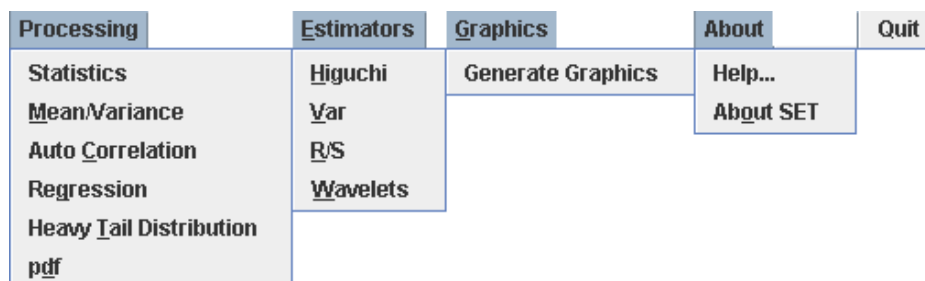 Processing Estimators Graphics About Quit
Statistics Higuchi Generate Graphics Help...
Mean/Variance Var About SET
Auto Correlation R/S
Regression Wavelets
Heavy Tail Distribution
pdf